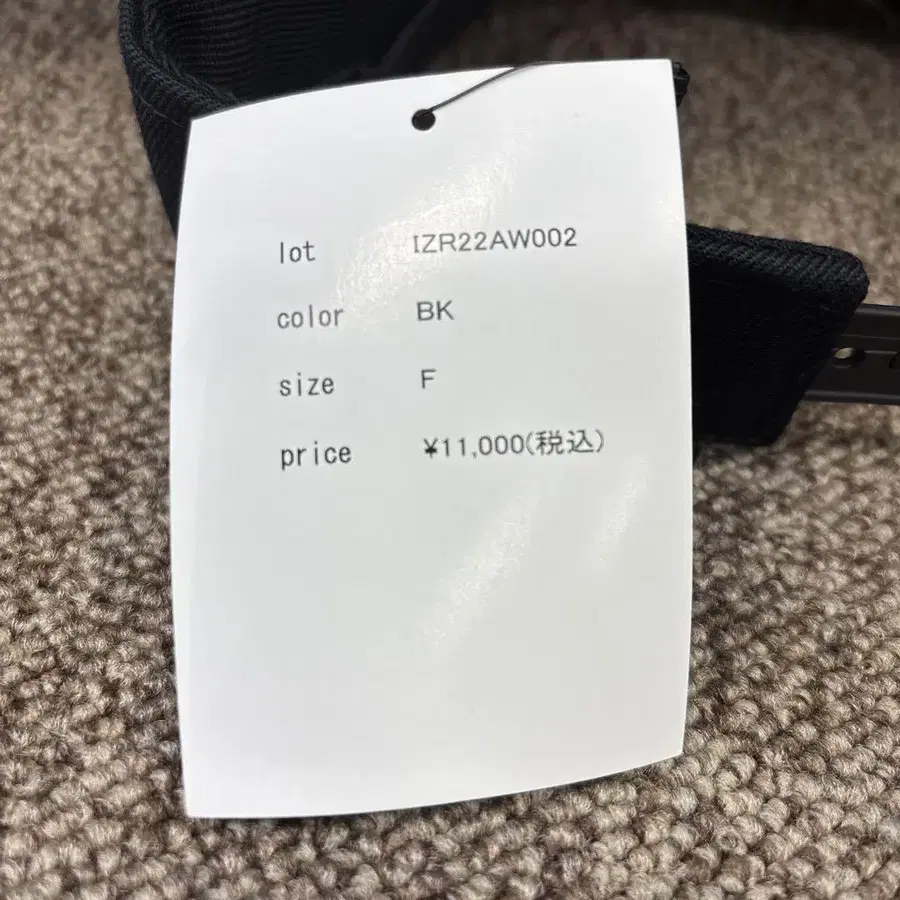 lot IZR22AW002
color BK
size F
price ¥11,000(税込)